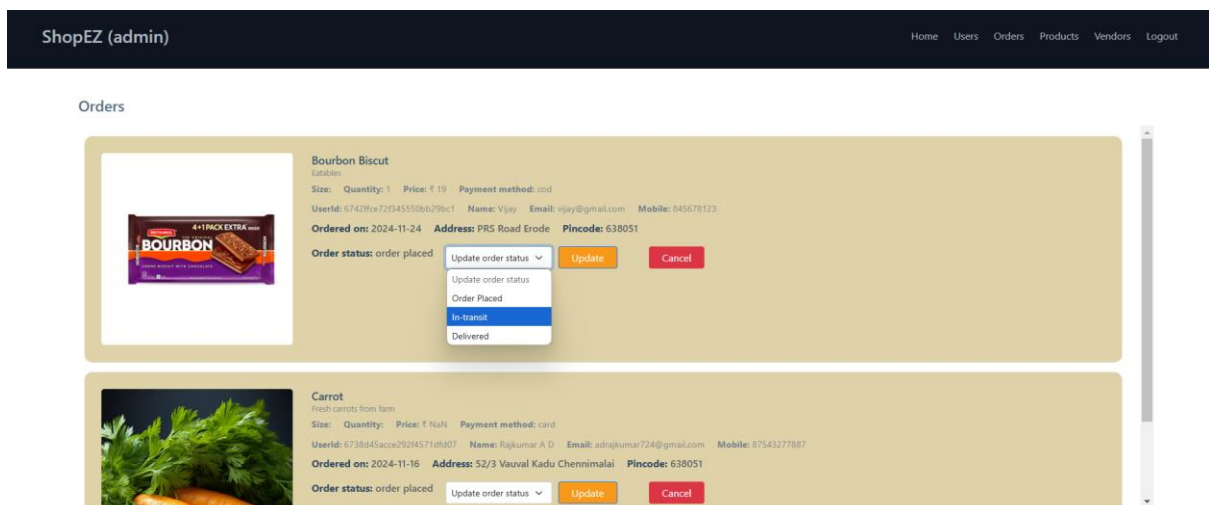 ShopEZ (admin)
Home Users Orders Products Vendors Logout
Orders
Bourbon Biscut
Eatables
Size: Quantity: 1 Price: ₹ 19 Payment method: cod
UserId: 6742ffce72f345550bb29bc1 Name: Vijay Email: vijay@gmail.com Mobile: 845678123
Ordered on: 2024-11-24 Address: PRS Road Erode Pincode: 638051
Order status: order placed Update order status Update Cancel
Update order status
Order Placed
In-transit
Delivered
4+1 PACK EXTRA
BRITANNIA
BOURBON
Carrot
Fresh carrots from farm
Size: Quantity: Price: ₹ NaN Payment method: card
UserId: 6738d45acce292f4571dfd07 Name: Rajkumar A D Email: adrajkumar724@gmail.com Mobile: 87543277887
Ordered on: 2024-11-16 Address: 52/3 Vauval Kadu Chennimalai Pincode: 638051
Order status: order placed Update order status Update Cancel